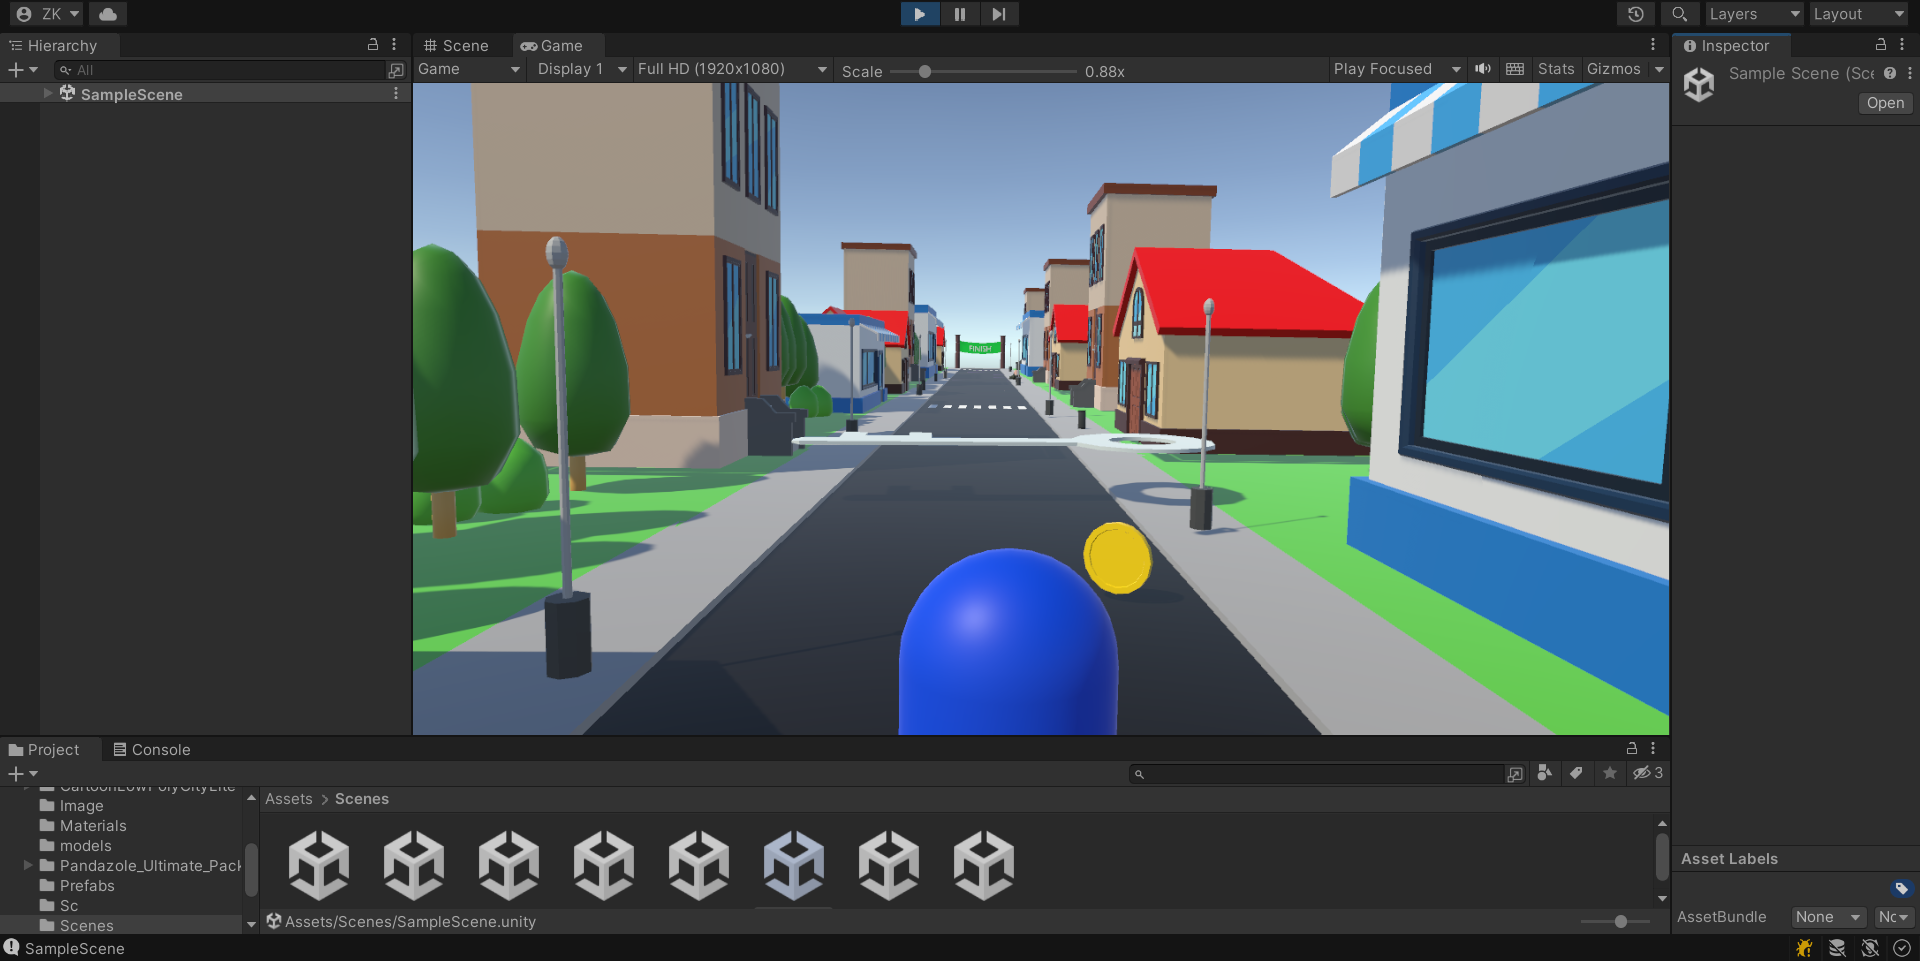 ZK
Layers
Layout
Hierarchy
Scene
Game
Inspector
All
Game
Display 1
Full HD (1920x1080)
Scale
0.88x
Play Focused
Stats
Gizmos
Sample Scene (Sce
Open
SampleScene
FINISH
Project
Console
3
CartoonLowPolyCityLite
Image
Materials
models
Pandazole_Ultimate_Pack
Prefabs
Sc
Scenes
Assets > Scenes
Assets/Scenes/SampleScene.unity
Asset Labels
AssetBundle
None
Nc
SampleScene